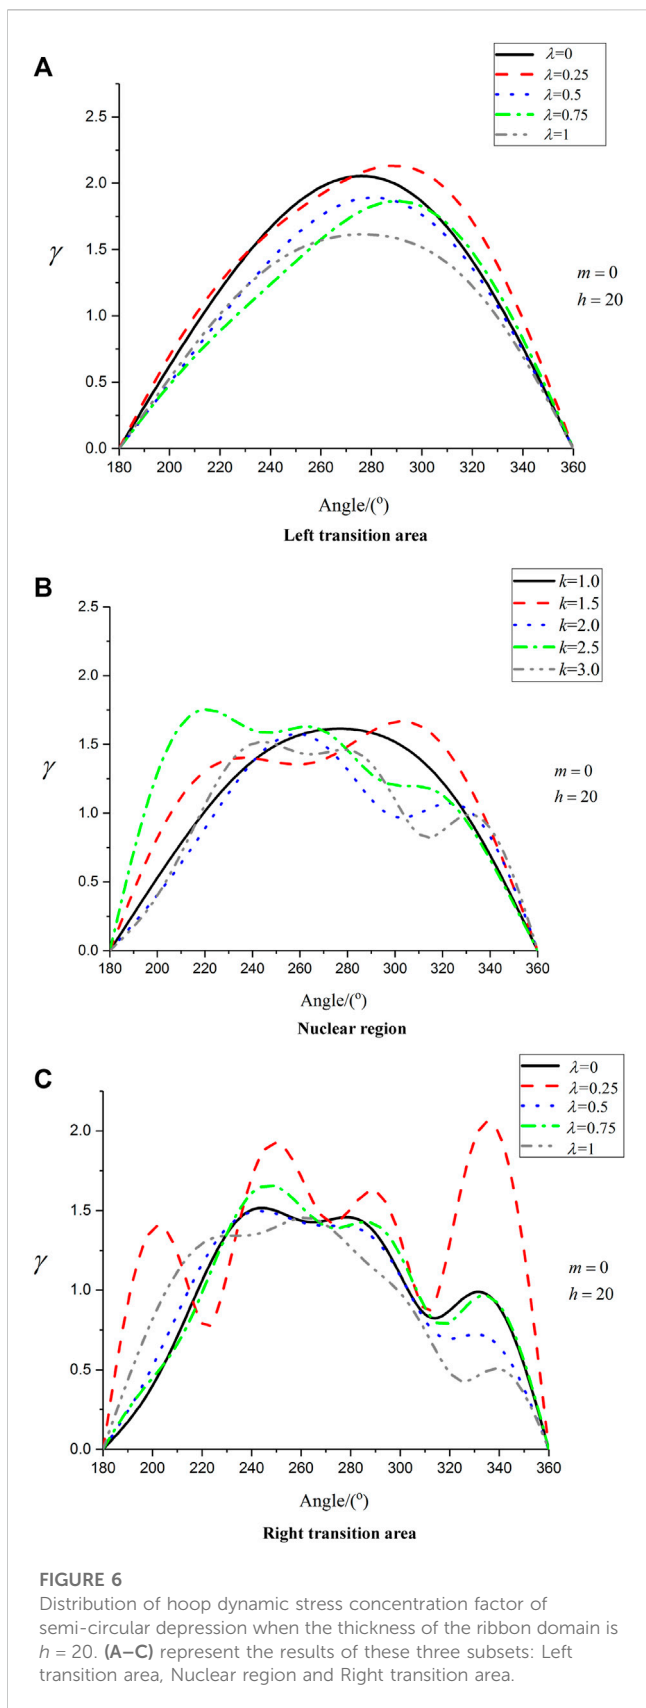 A
λ=0
λ=0.25
λ=0.5
λ=0.75
λ=1
2.5
2.0
1.5
1.0
0.5
0.0
γ
m = 0
h = 20
180 200 220 240 260 280 300 320 340 360
Angle/(°)
Left transition area
B
k=1.0
k=1.5
k=2.0
k=2.5
k=3.0
2.5
2.0
1.5
1.0
0.5
0.0
γ
m = 0
h = 20
180 200 220 240 260 280 300 320 340 360
Angle/(°)
Nuclear region
C
λ=0
λ=0.25
λ=0.5
λ=0.75
λ=1
2.0
1.5
1.0
0.5
0.0
γ
m = 0
h = 20
180 200 220 240 260 280 300 320 340 360
Angle/(°)
Right transition area
FIGURE 6
Distribution of hoop dynamic stress concentration factor of
semi-circular depression when the thickness of the ribbon domain is
h = 20. (A–C) represent the results of these three subsets: Left
transition area, Nuclear region and Right transition area.